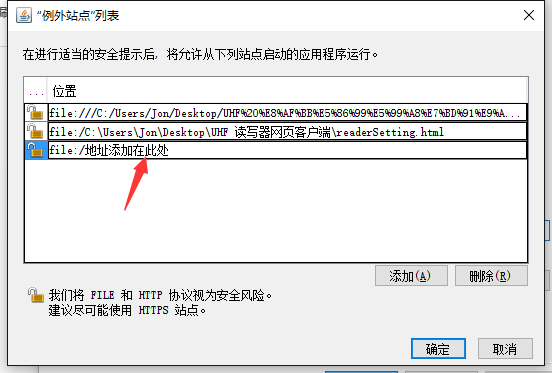 "例外站点"列表
在进行适当的安全提示后, 将允许从下列站点启动的应用程序运行。
... 位置
file:///C:/Users/Jon/Desktop/UHF%20%E8%AF%BB%E5%86%99%E5%99%A8%E7%BD%91%E9%A...
file:/C:\Users\Jon\Desktop\UHF 读写器网页客户端\readerSetting.html
file:/地址添加在此处
添加(A) 删除(R)
我们将 FILE 和 HTTP 协议视为安全风险。
建议尽可能使用 HTTPS 站点。
确定 取消